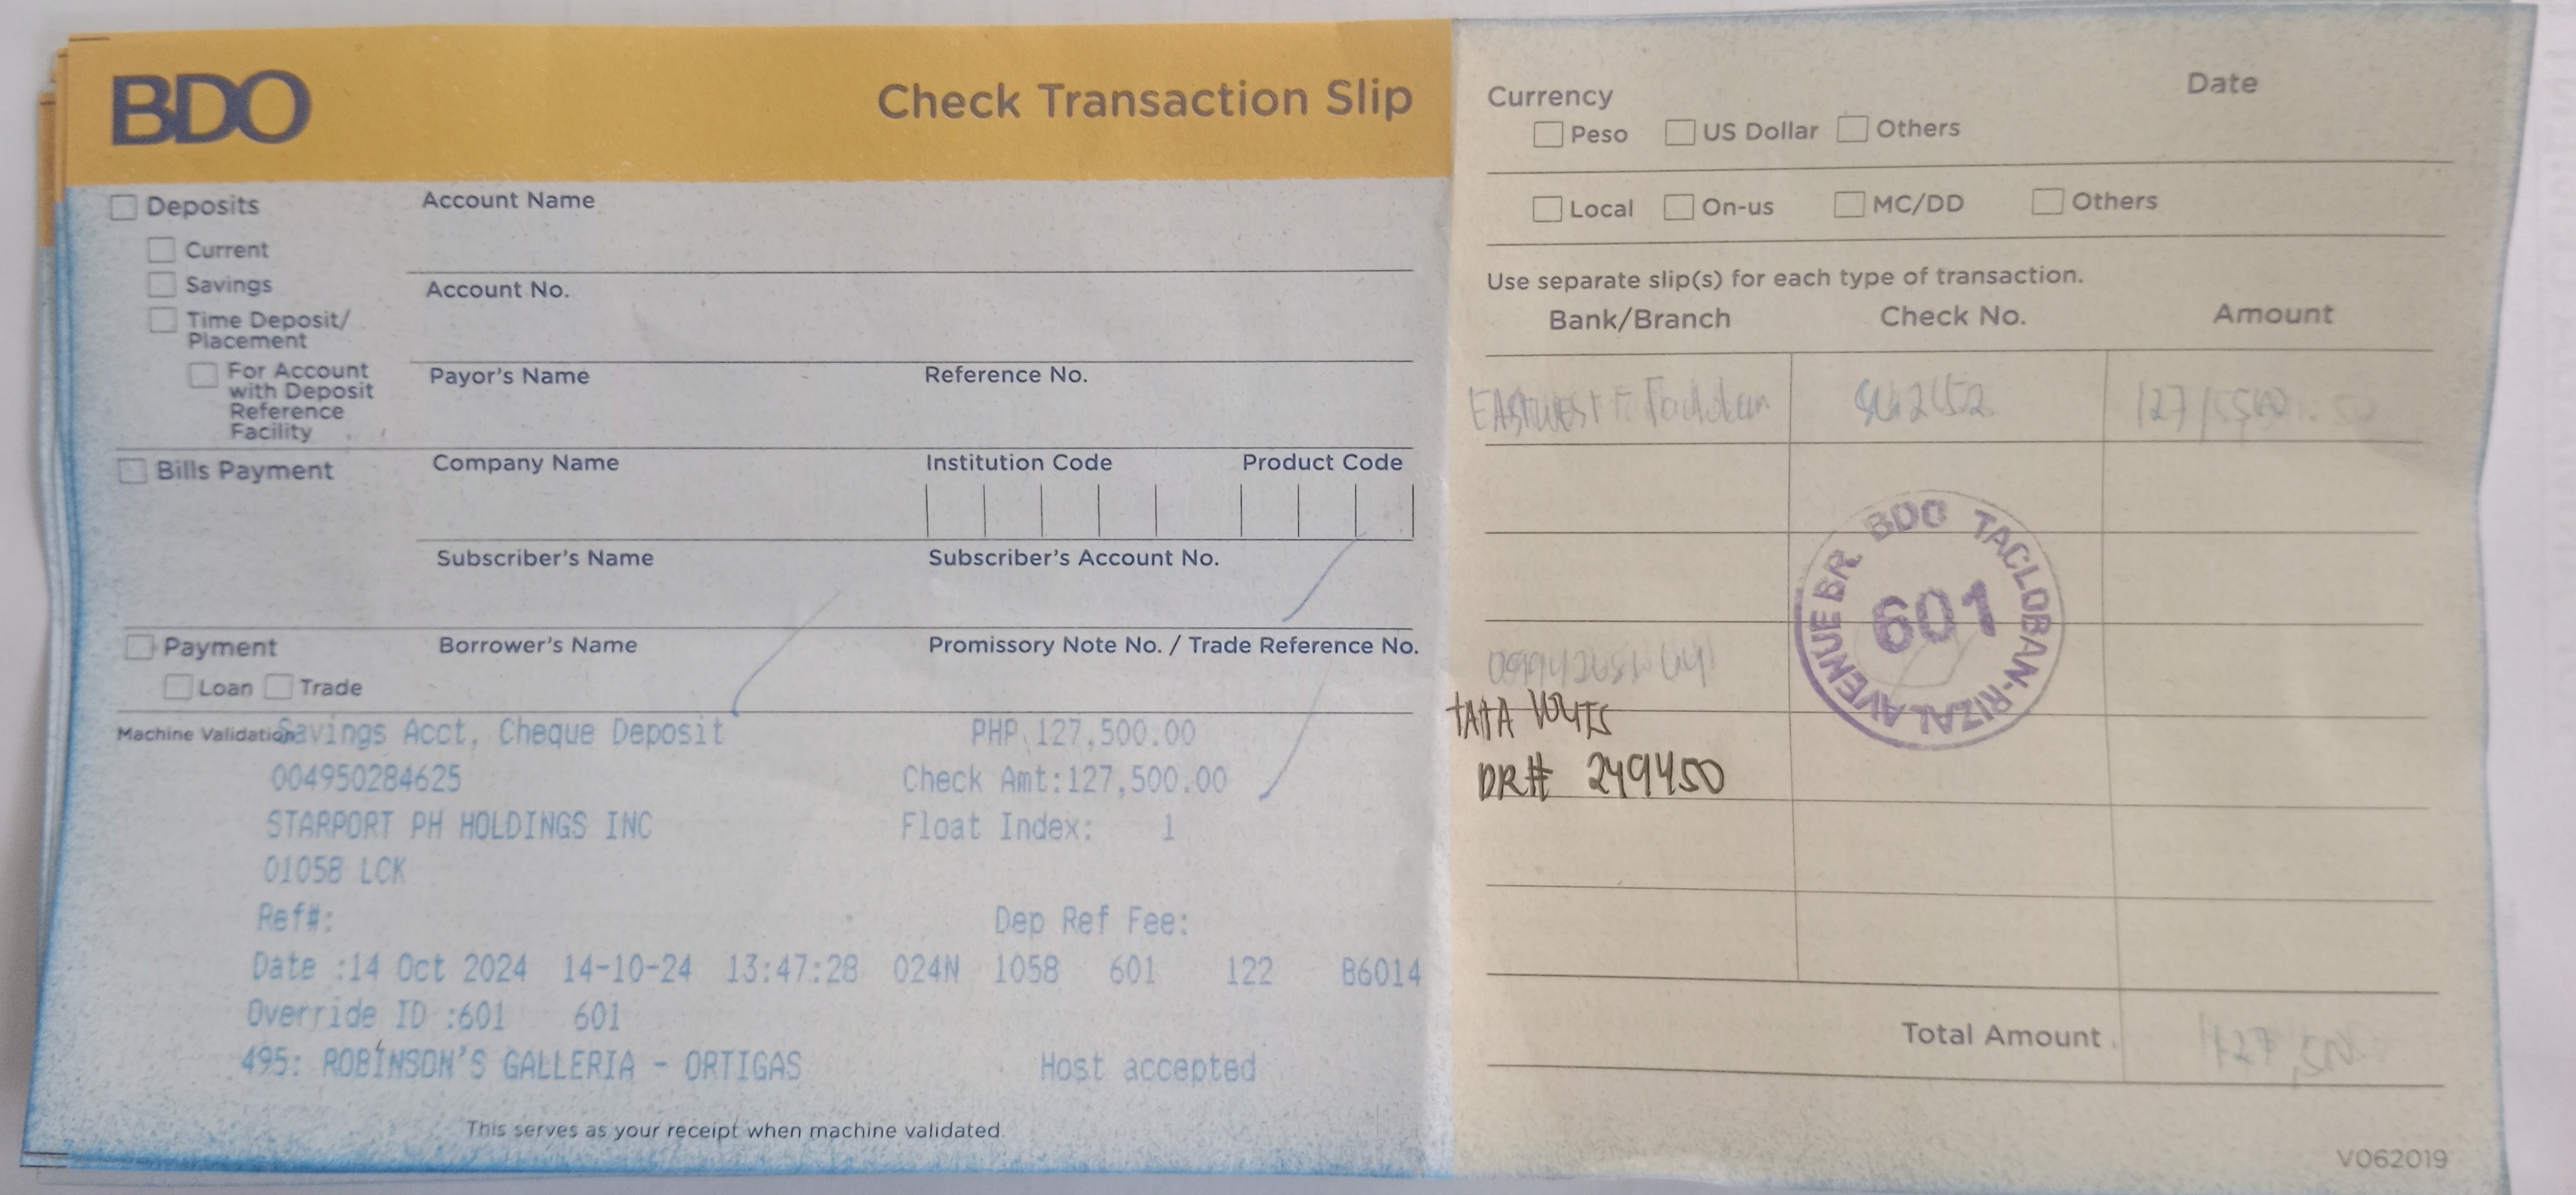 BDO
Check Transaction Slip
Deposits
Current
Savings
Time Deposit/
Placement
For Account
with Deposit
Reference
Facility
Account Name
Account No.
Payor's Name Reference No.
Bills Payment
Company Name Institution Code Product Code
Subscriber's Name Subscriber's Account No.
Payment
Loan Trade
Borrower's Name Promissory Note No. / Trade Reference No.
Machine Validation
Savings Acct, Cheque Deposit PHP 127,500.00
004950284625 Check Amt:127,500.00
STARPORT PH HOLDINGS INC Float Index: 1
01058 LCK
Ref#: Dep Ref Fee:
Date :14 Oct 2024 14-10-24 13:47:28 024N 1058 601 122 B6014
Override ID :601 601
495: ROBINSON'S GALLERIA - ORTIGAS Host accepted
This serves as your receipt when machine validated.
Currency Date
Peso US Dollar Others
Local On-us MC/DD Others
Use separate slip(s) for each type of transaction.
Bank/Branch Check No. Amount
EASTWEST
BDO TACLOBAN-RIZAL AVENUE BR.
601
TATA
DR# 249450
Total Amount
127,500
V062019